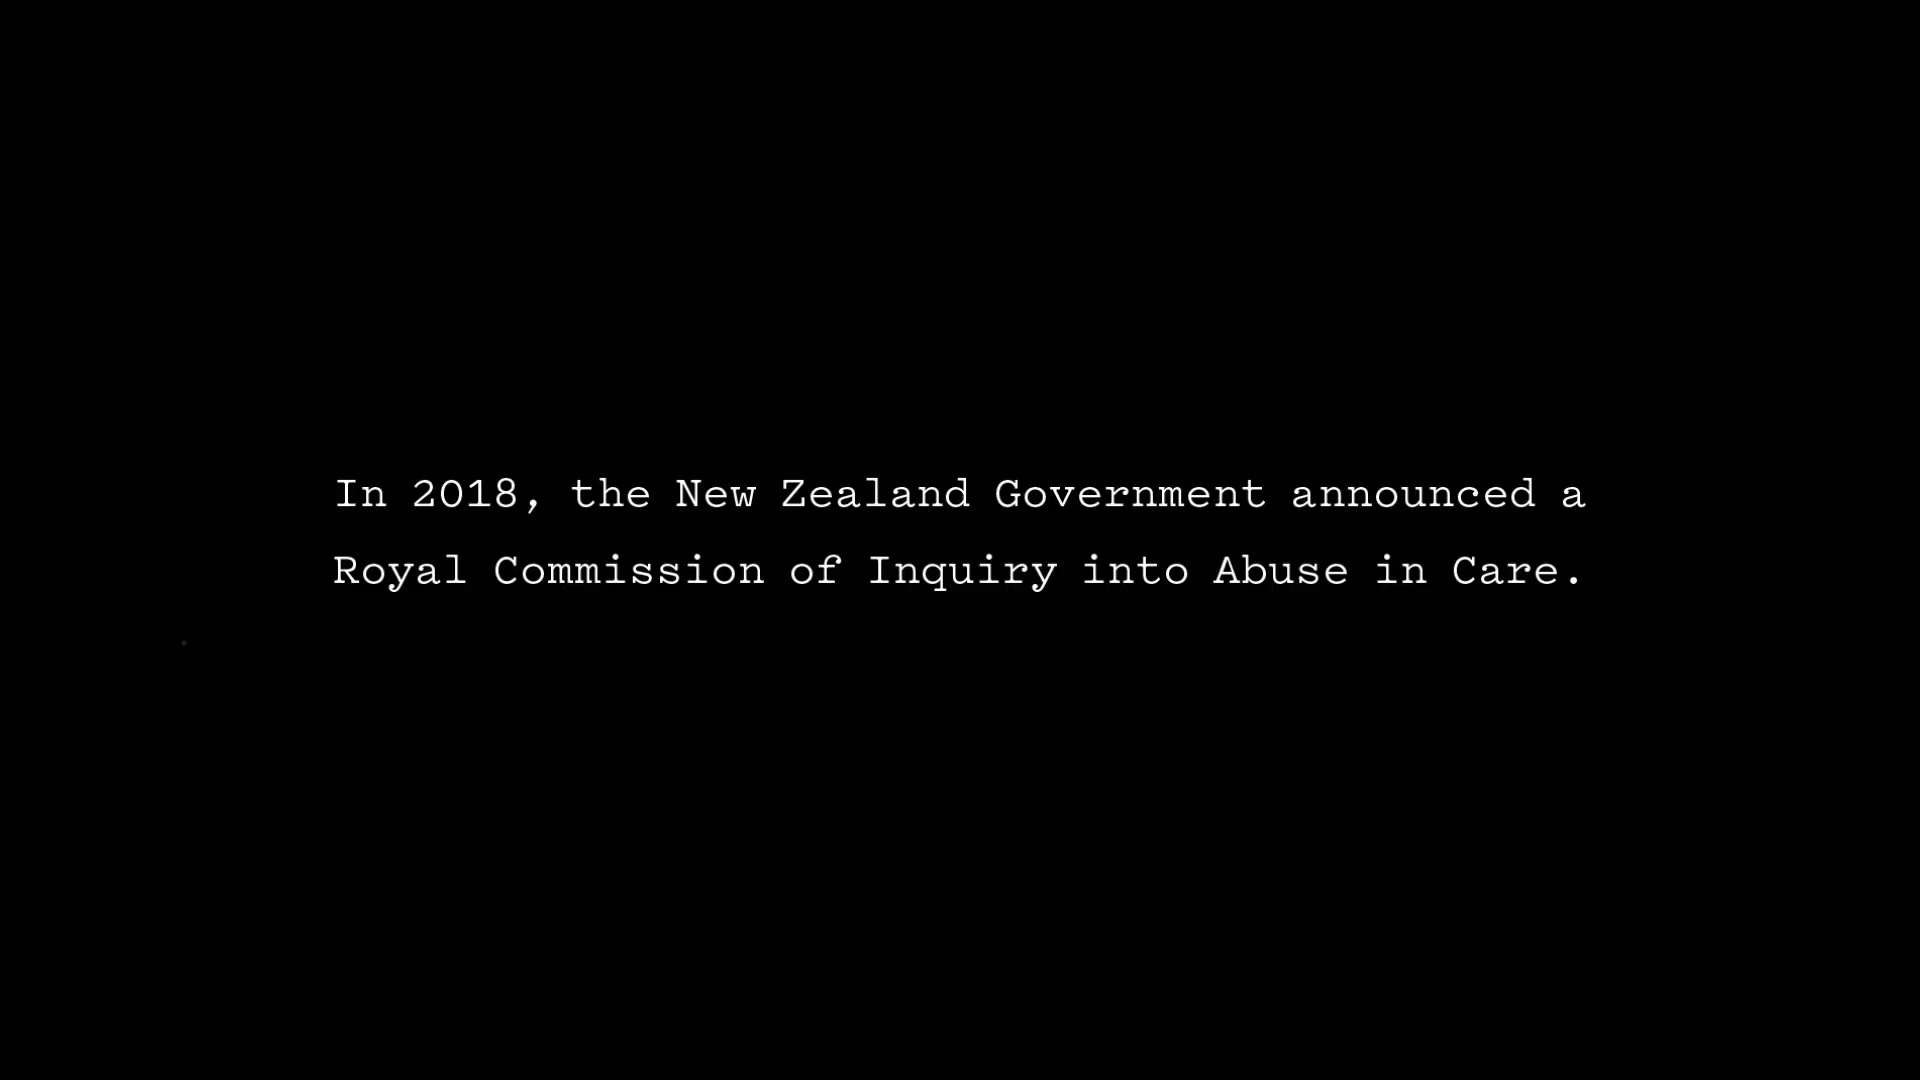 In 2018, the New Zealand Government announced a
Royal Commission of Inquiry into Abuse in Care.